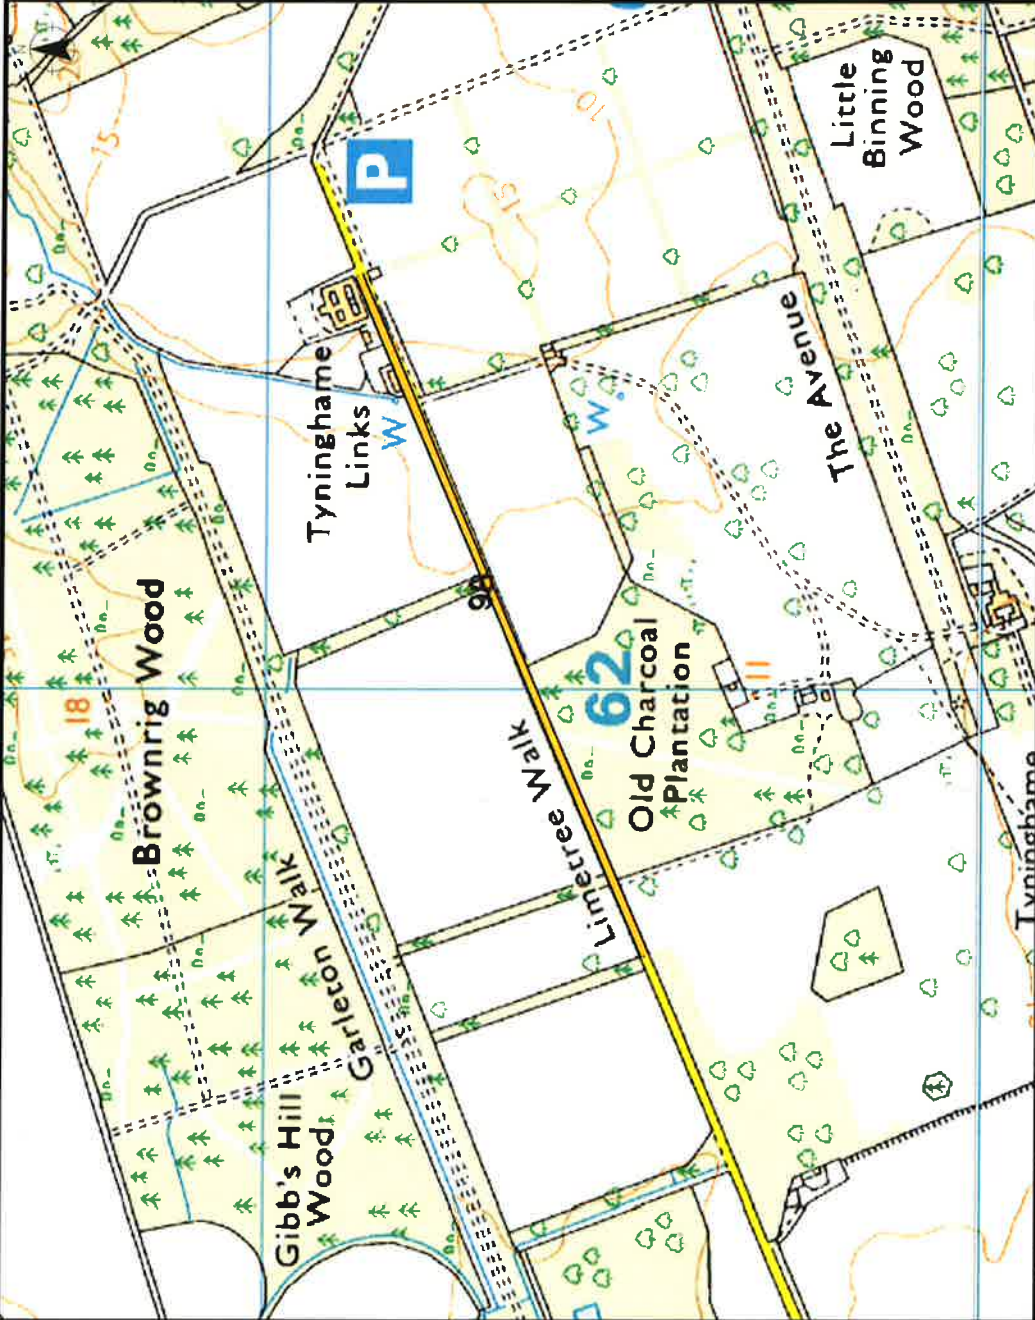 Gibb's Hill
Wood
Garleton Walk
Brownrig Wood
18
15
Tyninghame
Links
W
P
10
15
Limetree Walk
62
Old Charcoal
Plantation
11
W
The Avenue
Little
Binning
Wood
Tyninghame